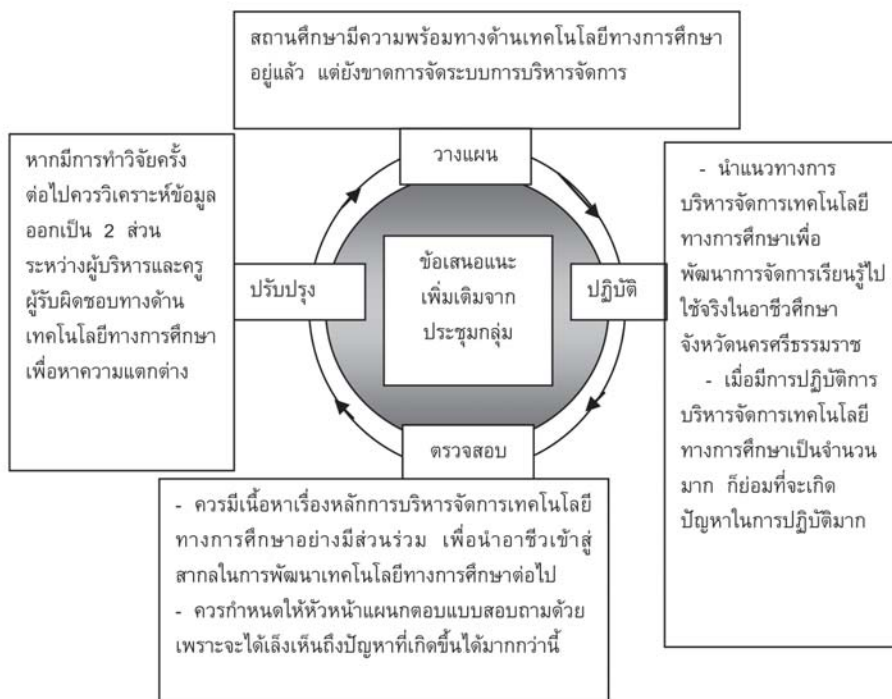 สถานศึกษามีความพร้อมทางด้านเทคโนโลยีทางการศึกษา
อยู่แล้ว แต่ยังขาดการจัดระบบการบริหารจัดการ
วางแผน
หากมีการทำวิจัยครั้ง
ต่อไปควรวิเคราะห์ข้อมูล
ออกเป็น 2 ส่วน
ระหว่างผู้บริหารและครู
ผู้รับผิดชอบทางด้าน
เทคโนโลยีทางการศึกษา
เพื่อหาความแตกต่าง
ปรับปรุง
ข้อเสนอแนะ
เพิ่มเติมจาก
ประชุมกลุ่ม
ปฏิบัติ
- นำแนวทางการ
บริหารจัดการเทคโนโลยี
ทางการศึกษาเพื่อ
พัฒนาการจัดการเรียนรู้ไป
ใช้จริงในอาชีวศึกษา
จังหวัดนครศรีธรรมราช
- เมื่อมีการปฏิบัติการ
บริหารจัดการเทคโนโลยี
ทางการศึกษาเป็นจำนวน
มาก ก็ย่อมที่จะเกิด
ปัญหาในการปฏิบัติมาก
ตรวจสอบ
- ควรมีเนื้อหาเรื่องหลักการบริหารจัดการเทคโนโลยี
ทางการศึกษาอย่างมีส่วนร่วม เพื่อนำอาชีวเข้าสู่
สากลในการพัฒนาเทคโนโลยีทางการศึกษาต่อไป
- ควรกำหนดให้หัวหน้าแผนกตอบแบบสอบถามด้วย
เพราะจะได้เล็งเห็นถึงปัญหาที่เกิดขึ้นได้มากกว่านี้